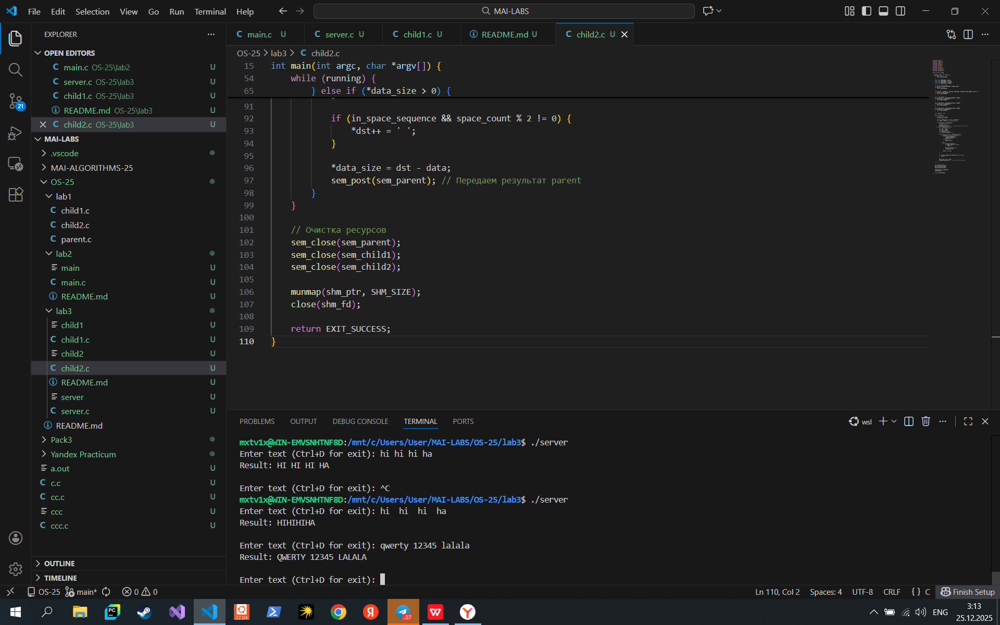 File Edit Selection View Go Run Terminal Help MAI-LABS
EXPLORER
OPEN EDITORS
main.c OS-25\lab2 U
server.c OS-25\lab3 U
child1.c OS-25\lab3 U
README.md OS-25\lab3 U
child2.c OS-25\lab3 U
MAI-LABS
.vscode
MAI-ALGORITHMS-25
OS-25
lab1
child1.c
child2.c
parent.c
lab2
main U
main.c U
README.md U
lab3
child1 U
child1.c U
child2 U
child2.c U
README.md U
server U
server.c U
README.md
Pack3
Yandex Practicum
a.out U
c.c U
cc.c U
ccc U
ccc.c U
OUTLINE
TIMELINE
21
main.c U server.c U child1.c U README.md U child2.c U
OS-25 > lab3 > C child2.c
15 int main(int argc, char *argv[]) {
54 while (running) {
65 } else if (*data_size > 0) {
91
92 if (in_space_sequence && space_count % 2 != 0) {
93 *dst++ = ' ';
94 }
95
96 *data_size = dst - data;
97 sem_post(sem_parent); // Передаем результат parent
98 }
99 }
100
101 // Очистка ресурсов
102 sem_close(sem_parent);
103 sem_close(sem_child1);
104 sem_close(sem_child2);
105
106 munmap(shm_ptr, SHM_SIZE);
107 close(shm_fd);
108
109 return EXIT_SUCCESS;
110 }
PROBLEMS OUTPUT DEBUG CONSOLE TERMINAL PORTS wsl
mxtv1x@WIN-EMVSNHTNF8D:/mnt/c/Users/User/MAI-LABS/OS-25/lab3$ ./server
Enter text (Ctrl+D for exit): hi hi hi ha
Result: HI HI HI HA
Enter text (Ctrl+D for exit): ^C
mxtv1x@WIN-EMVSNHTNF8D:/mnt/c/Users/User/MAI-LABS/OS-25/lab3$ ./server
Enter text (Ctrl+D for exit): hi  hi  hi  ha
Result: HIHIHIHA
Enter text (Ctrl+D for exit): qwerty 12345 lalala
Result: QWERTY 12345 LALALA
Enter text (Ctrl+D for exit):
OS-25 main* 0 0 Ln 110, Col 2 Spaces: 4 UTF-8 CRLF {} C Finish Setup
PC 22.04 Я ..07 W Y ENG
3:13
25.12.2025